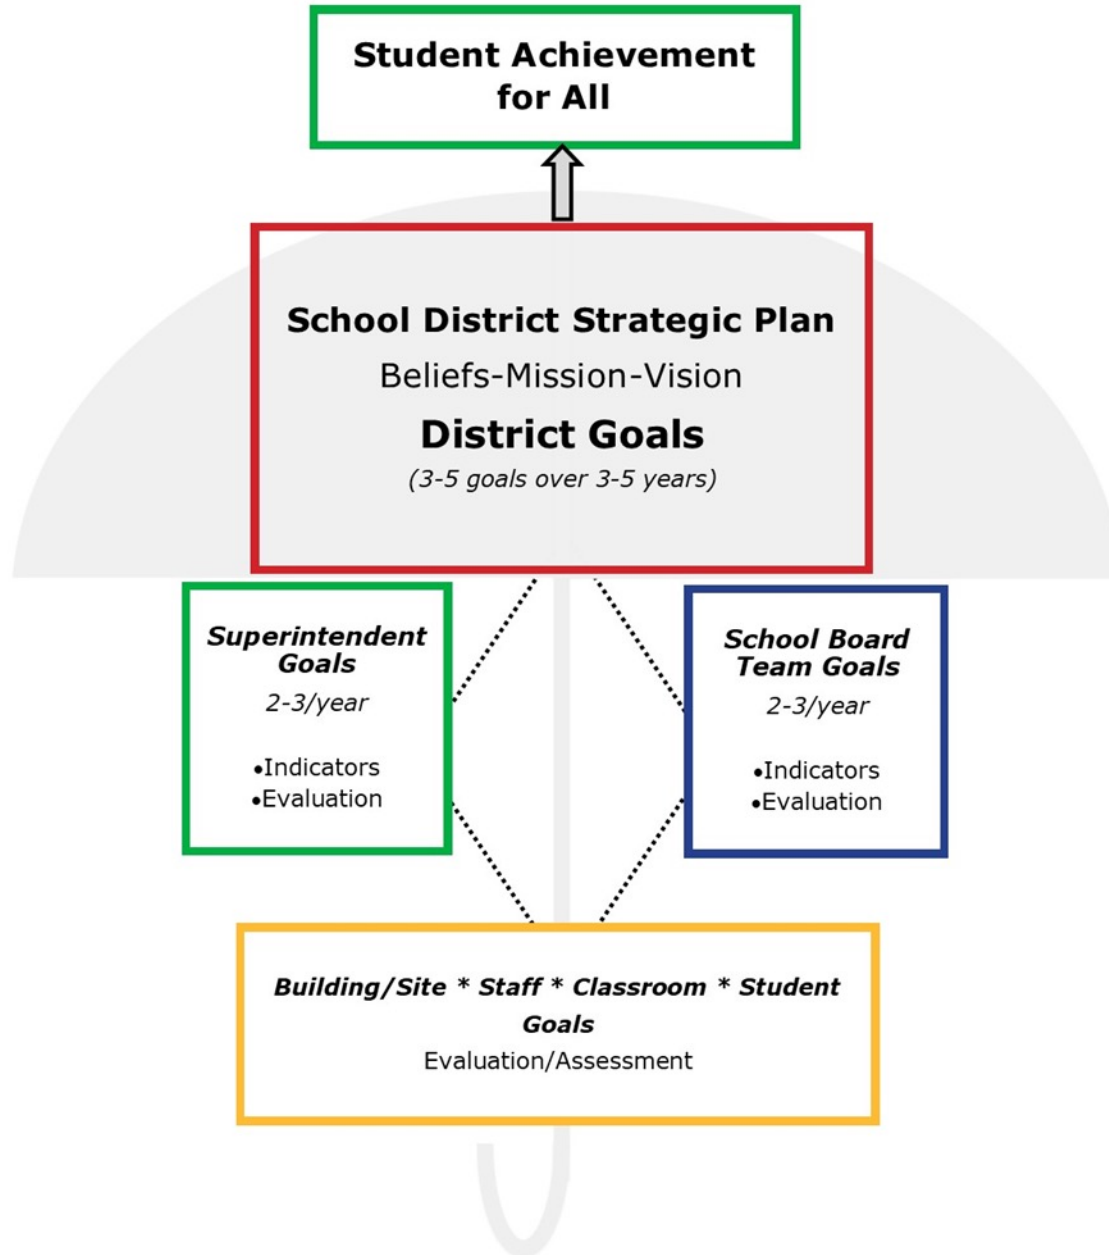 Student Achievement
for All
School District Strategic Plan
Beliefs-Mission-Vision
District Goals
(3-5 goals over 3-5 years)
Superintendent
Goals
2-3/year
•Indicators
•Evaluation
School Board
Team Goals
2-3/year
•Indicators
•Evaluation
Building/Site * Staff * Classroom * Student
Goals
Evaluation/Assessment